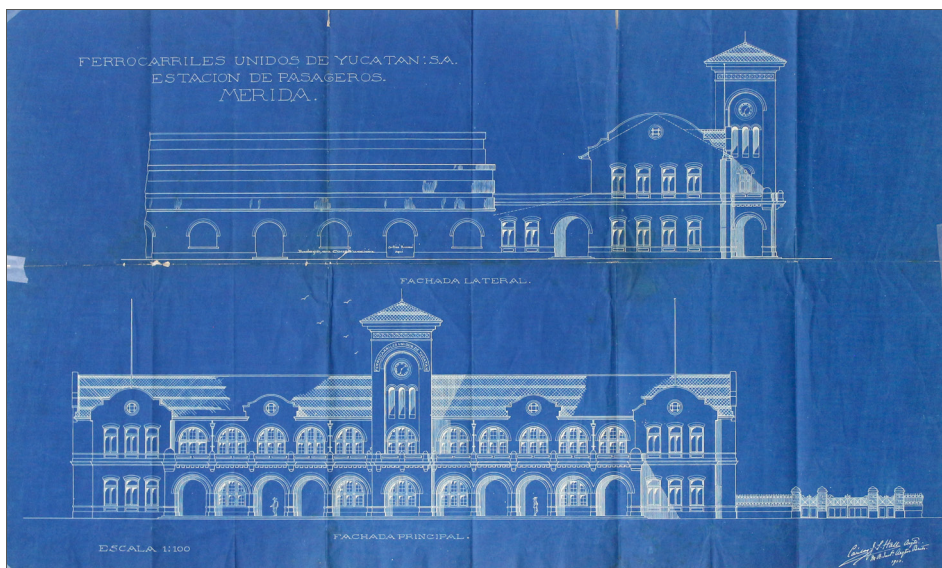 FERROCARRILES UNIDOS DE YUCATAN. S.A.
ESTACION DE PASAGEROS.
MERIDA.
FACHADA LATERAL.
FACHADA PRINCIPAL.
ESCALA 1:100